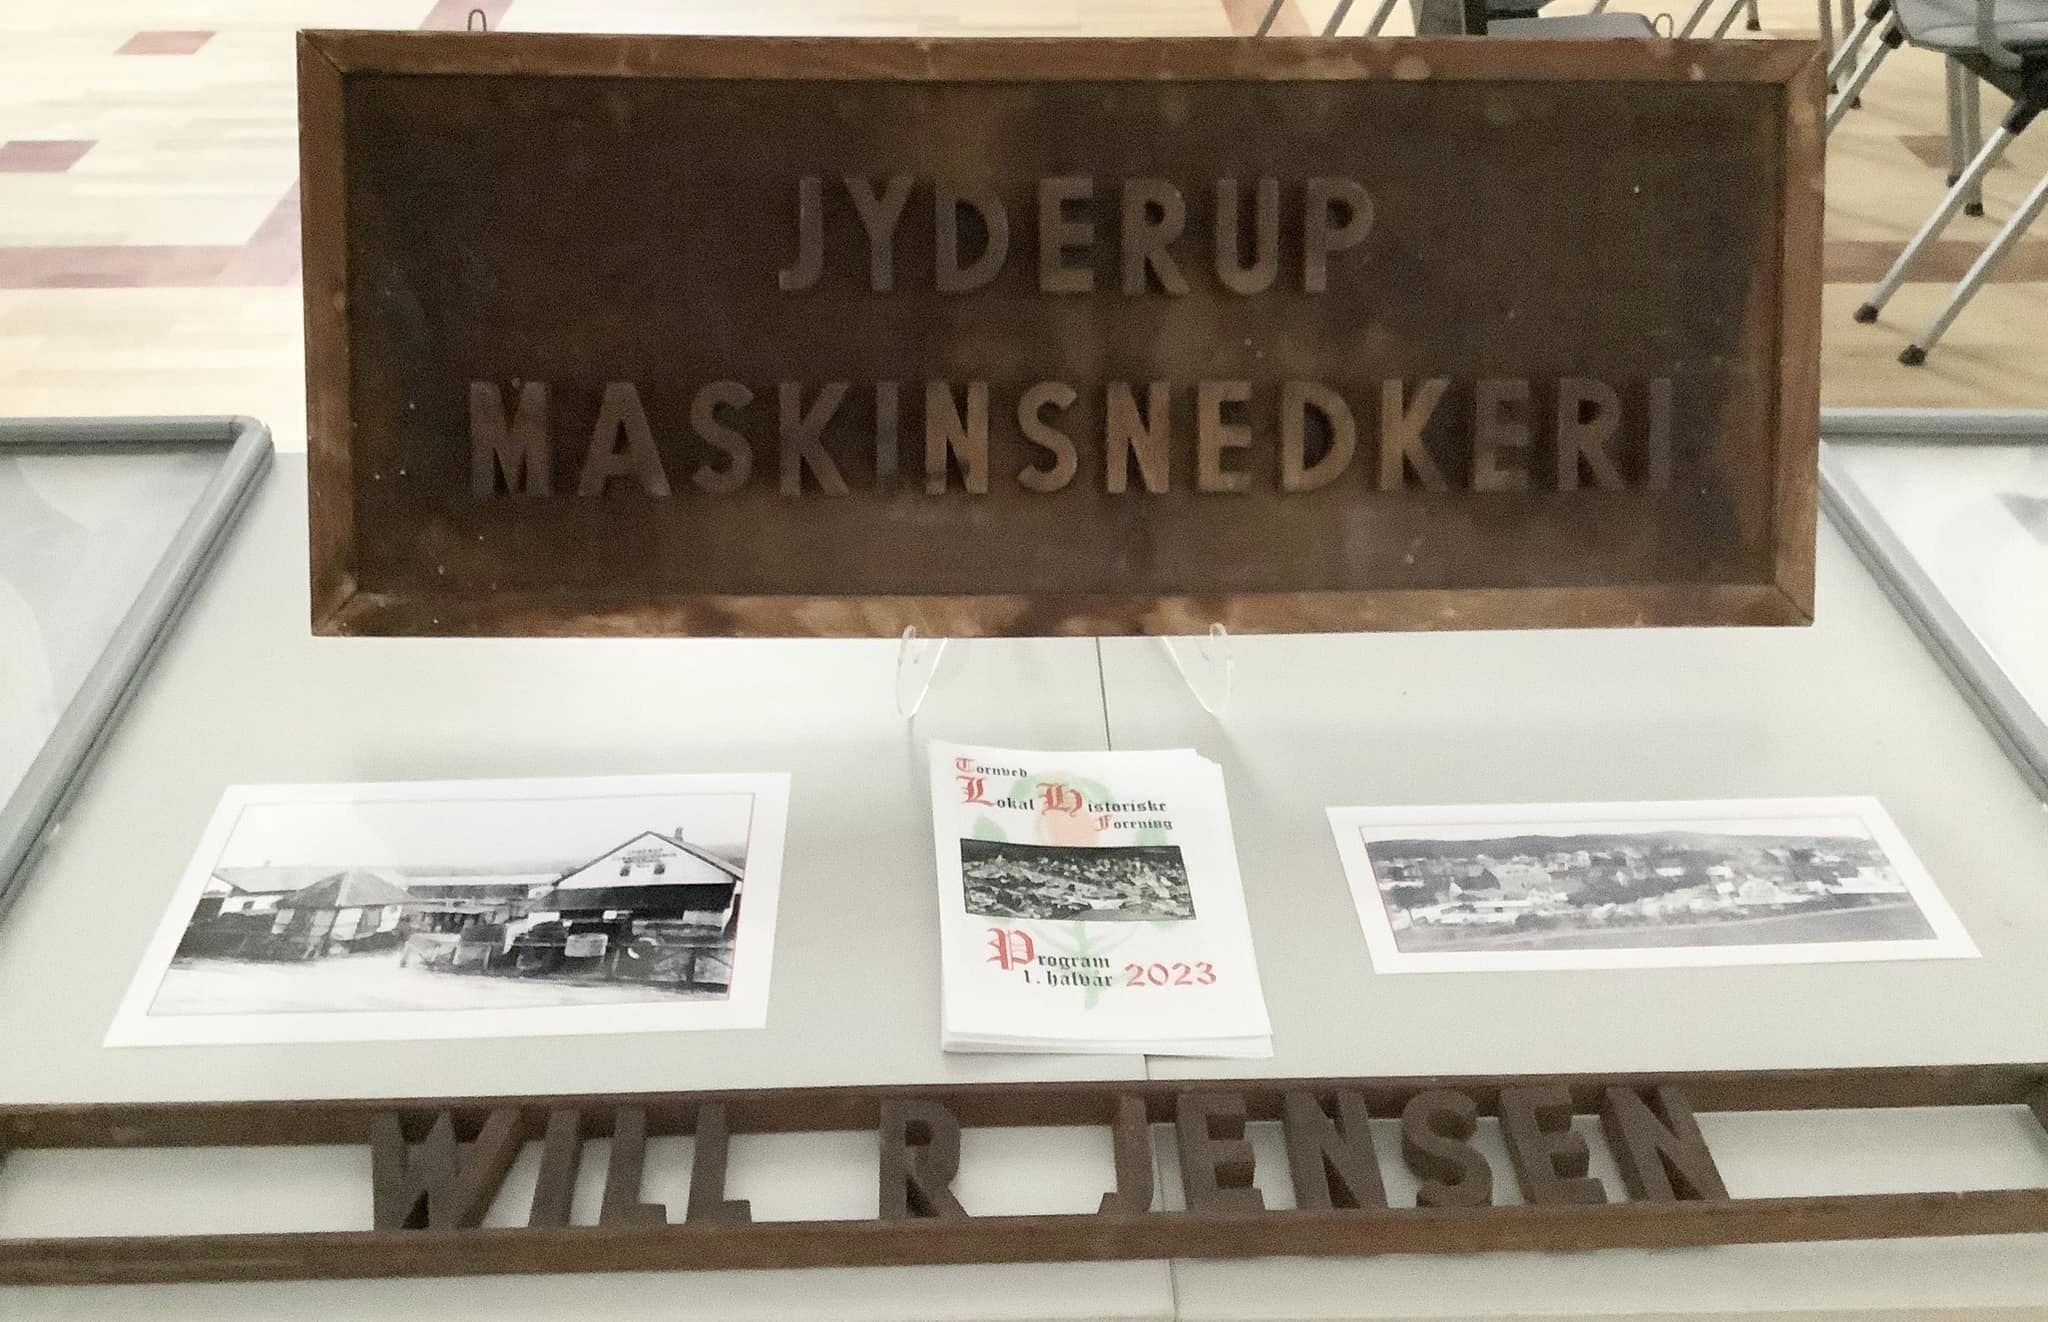 JYDERUP
MASKINSNEDKERI
Tornved
Lokal Historiske
Forening
Program
1. halvår 2023
WILL R JENSEN